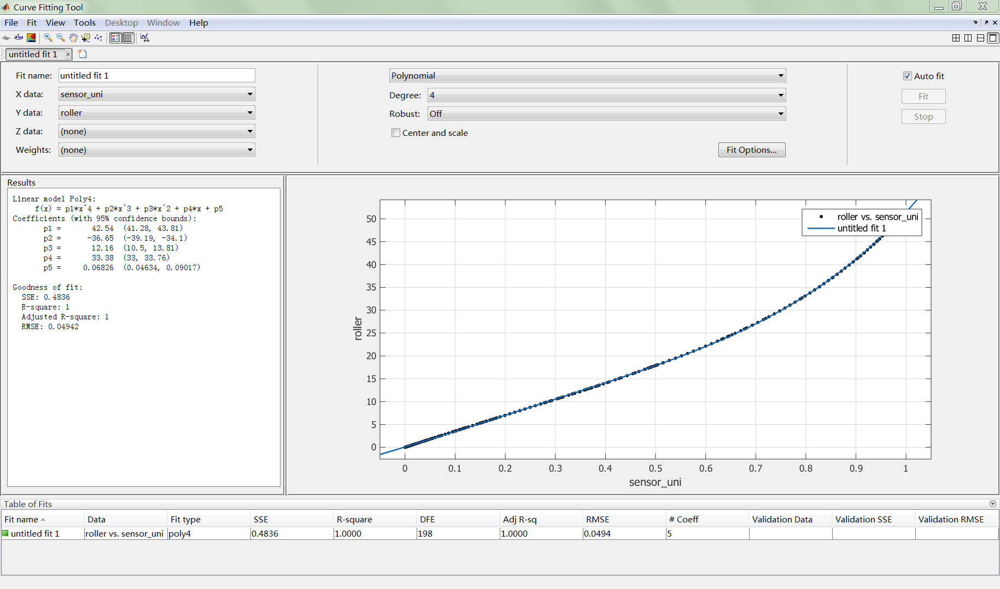 Curve Fitting Tool
File Fit View Tools Desktop Window Help
untitled fit 1
Fit name: untitled fit 1
X data: sensor_uni
Y data: roller
Z data: (none)
Weights: (none)
Polynomial
Degree: 4
Robust: Off
Center and scale
Fit Options...
Auto fit
Fit
Stop
Results
Linear model Poly4:
f(x) = p1*x^4 + p2*x^3 + p3*x^2 + p4*x + p5
Coefficients (with 95% confidence bounds):
p1 = 42.54 (41.28, 43.81)
p2 = -36.65 (-39.19, -34.1)
p3 = 12.16 (10.5, 13.81)
p4 = 33.38 (33, 33.76)
p5 = 0.06826 (0.04634, 0.09017)
Goodness of fit:
SSE: 0.4836
R-square: 1
Adjusted R-square: 1
RMSE: 0.04942
roller vs. sensor_uni
untitled fit 1
50
45
40
35
30
25
20
15
10
5
0
roller
0 0.1 0.2 0.3 0.4 0.5 0.6 0.7 0.8 0.9 1
sensor_uni
Table of Fits
Fit name Data Fit type SSE R-square DFE Adj R-sq RMSE # Coeff Validation Data Validation SSE Validation RMSE
untitled fit 1 roller vs. sensor_uni poly4 0.4836 1.0000 198 1.0000 0.0494 5